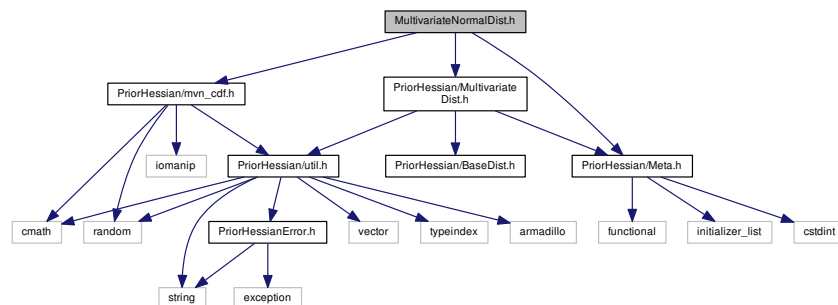 MultivariateNormalDist.h
PriorHessian/mvn_cdf.h
PriorHessian/Multivariate
Dist.h
iomanip
PriorHessian/util.h
PriorHessian/BaseDist.h
PriorHessian/Meta.h
cmath
random
PriorHessianError.h
vector
typeindex
armadillo
functional
initializer_list
cstdint
string
exception